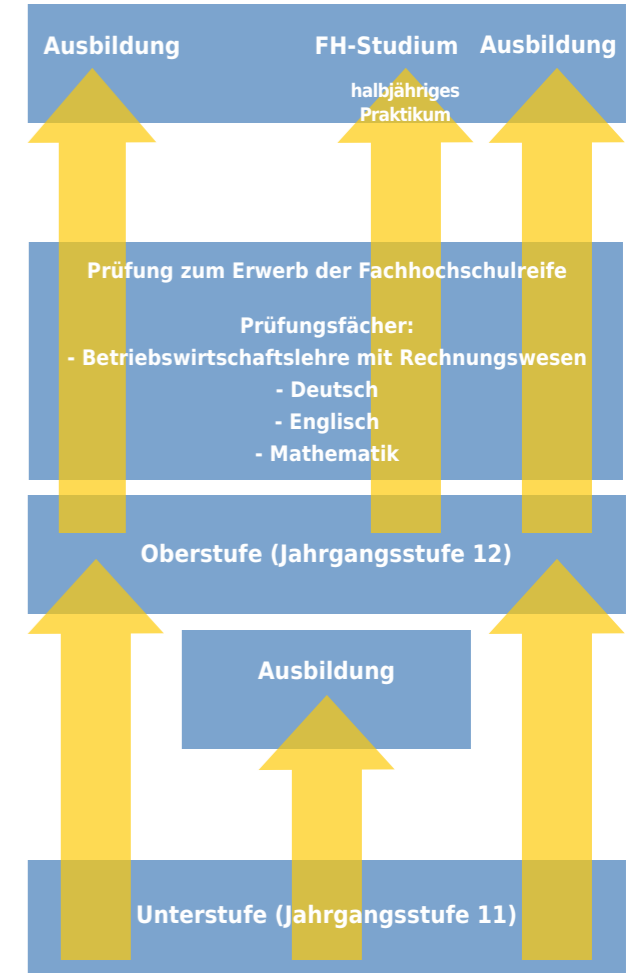 Ausbildung
FH-Studium
Ausbildung
halbjähriges
Praktikum
Prüfung zum Erwerb der Fachhochschulreife
Prüfungsfächer:
- Betriebswirtschaftslehre mit Rechnungswesen
- Deutsch
- Englisch
- Mathematik
Oberstufe (Jahrgangsstufe 12)
Ausbildung
Unterstufe (Jahrgangsstufe 11)